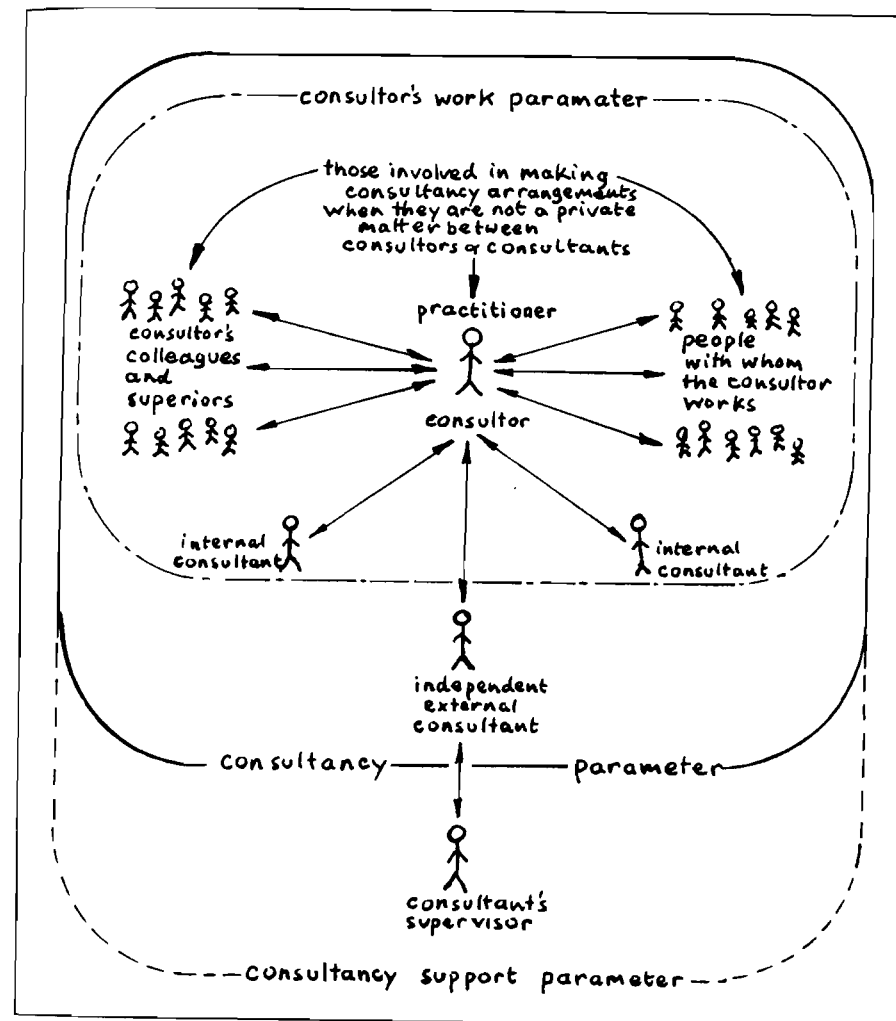 consultor's work paramater
those involved in making
consultancy arrangements
when they are not a private
matter between
consultors & consultants
practitioner
consultor's
colleagues
and
superiors
people
with whom
the consultor
works
consultor
internal
consultant
internal
consultant
independent
external
consultant
consultancy parameter
consultant's
supervisor
consultancy support parameter